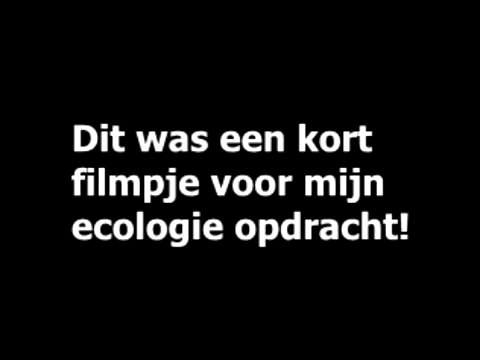 Dit was een kort
filmpje voor mijn
ecologie opdracht!